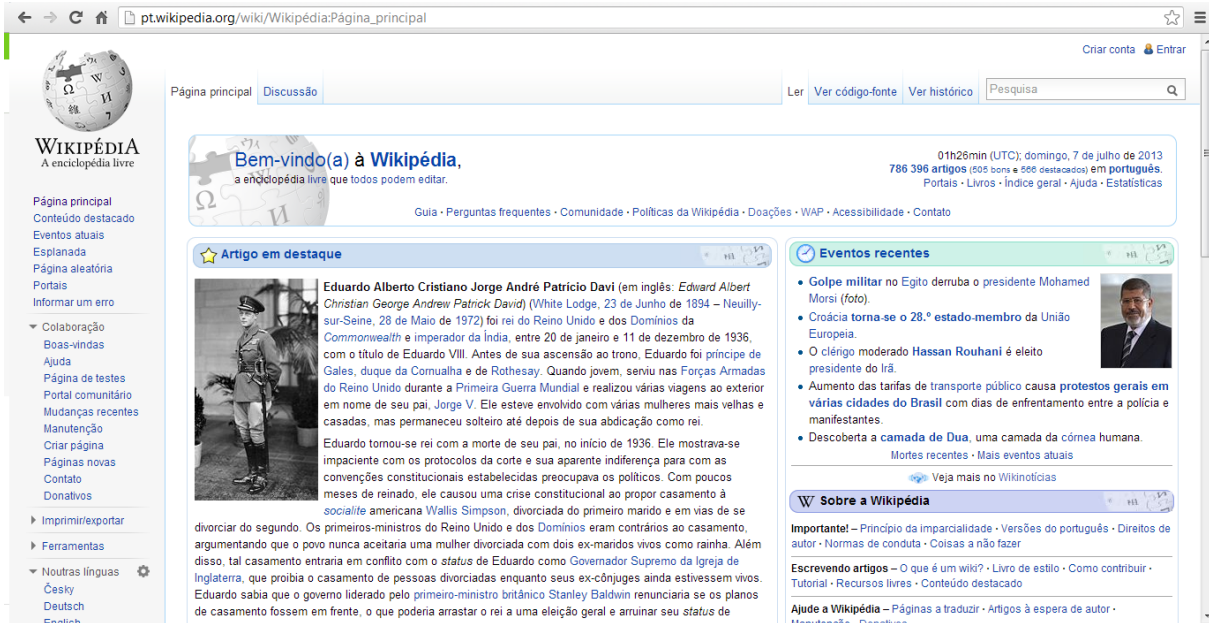 pt.wikipedia.org/wiki/Wikipédia:Página_principal
Criar conta Entrar
Página principal Discussão
Ler Ver código-fonte Ver histórico Pesquisa
WIKIPÉDIA
A enciclopédia livre
Página principal
Conteúdo destacado
Eventos atuais
Esplanada
Página aleatória
Portais
Informar um erro
Colaboração
Boas-vindas
Ajuda
Página de testes
Portal comunitário
Mudanças recentes
Manutenção
Criar página
Páginas novas
Contato
Donativos
Imprimir/exportar
Ferramentas
Noutras línguas
Česky
Deutsch
English
Bem-vindo(a) à Wikipédia,
a enciclopédia livre que todos podem editar.
01h26min (UTC); domingo, 7 de julho de 2013
786 396 artigos (505 bons e 566 destacados) em português.
Portais · Livros · Índice geral · Ajuda · Estatísticas
Guia · Perguntas frequentes · Comunidade · Políticas da Wikipédia · Doações · WAP · Acessibilidade · Contato
Artigo em destaque
Eduardo Alberto Cristiano Jorge André Patrício Davi (em inglês: Edward Albert
Christian George Andrew Patrick David) (White Lodge, 23 de Junho de 1894 – Neuilly-
sur-Seine, 28 de Maio de 1972) foi rei do Reino Unido e dos Domínios da
Commonwealth e imperador da Índia, entre 20 de janeiro e 11 de dezembro de 1936,
com o título de Eduardo VIII. Antes de sua ascensão ao trono, Eduardo foi príncipe de
Gales, duque da Cornualha e de Rothesay. Quando jovem, serviu nas Forças Armadas
do Reino Unido durante a Primeira Guerra Mundial e realizou várias viagens ao exterior
em nome de seu pai, Jorge V. Ele esteve envolvido com várias mulheres mais velhas e
casadas, mas permaneceu solteiro até depois de sua abdicação como rei.
Eduardo tornou-se rei com a morte de seu pai, no início de 1936. Ele mostrava-se
impaciente com os protocolos da corte e sua aparente indiferença para com as
convenções constitucionais estabelecidas preocupava os políticos. Com poucos
meses de reinado, ele causou uma crise constitucional ao propor casamento à
socialite americana Wallis Simpson, divorciada do primeiro marido e em vias de se
divorciar do segundo. Os primeiros-ministros do Reino Unido e dos Domínios eram contrários ao casamento,
argumentando que o povo nunca aceitaria uma mulher divorciada com dois ex-maridos vivos como rainha. Além
disso, tal casamento entraria em conflito com o status de Eduardo como Governador Supremo da Igreja de
Inglaterra, que proibia o casamento de pessoas divorciadas enquanto seus ex-cônjuges ainda estivessem vivos.
Eduardo sabia que o governo liderado pelo primeiro-ministro britânico Stanley Baldwin renunciaria se os planos
de casamento fossem em frente, o que poderia arrastar o rei a uma eleição geral e arruinar seu status de
Eventos recentes
Golpe militar no Egito derruba o presidente Mohamed
Morsi (foto).
Croácia torna-se o 28.º estado-membro da União
Europeia.
O clérigo moderado Hassan Rouhani é eleito
presidente do Irã.
Aumento das tarifas de transporte público causa protestos gerais em
várias cidades do Brasil com dias de enfrentamento entre a polícia e
manifestantes.
Descoberta a camada de Dua, uma camada da córnea humana.
Mortes recentes · Mais eventos atuais
Veja mais no Wikinotícias
W Sobre a Wikipédia
Importante! – Princípio da imparcialidade · Versões do português · Direitos de
autor · Normas de conduta · Coisas a não fazer
Escrevendo artigos – O que é um wiki? · Livro de estilo · Como contribuir ·
Tutorial · Recursos livres · Conteúdo destacado
Ajude a Wikipédia – Páginas a traduzir · Artigos à espera de autor ·
Manutenção · Donativos